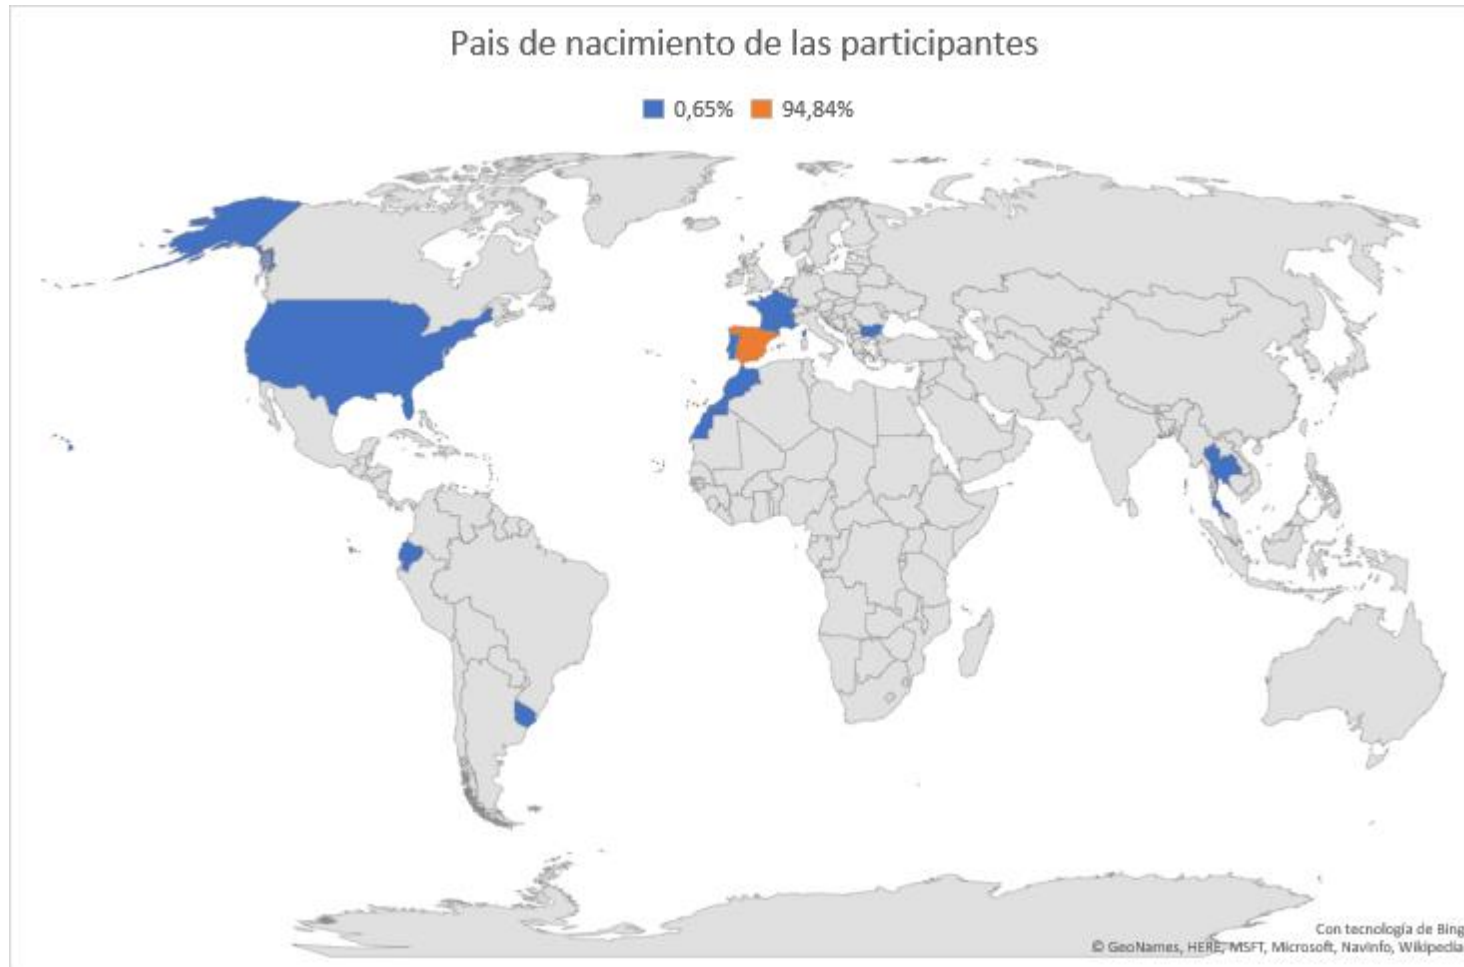 Pais de nacimiento de las participantes
0,65% 94,84%
Con tecnología de Bing
© GeoNames, HERE, MSFT, Microsoft, NavInfo, Wikipedia